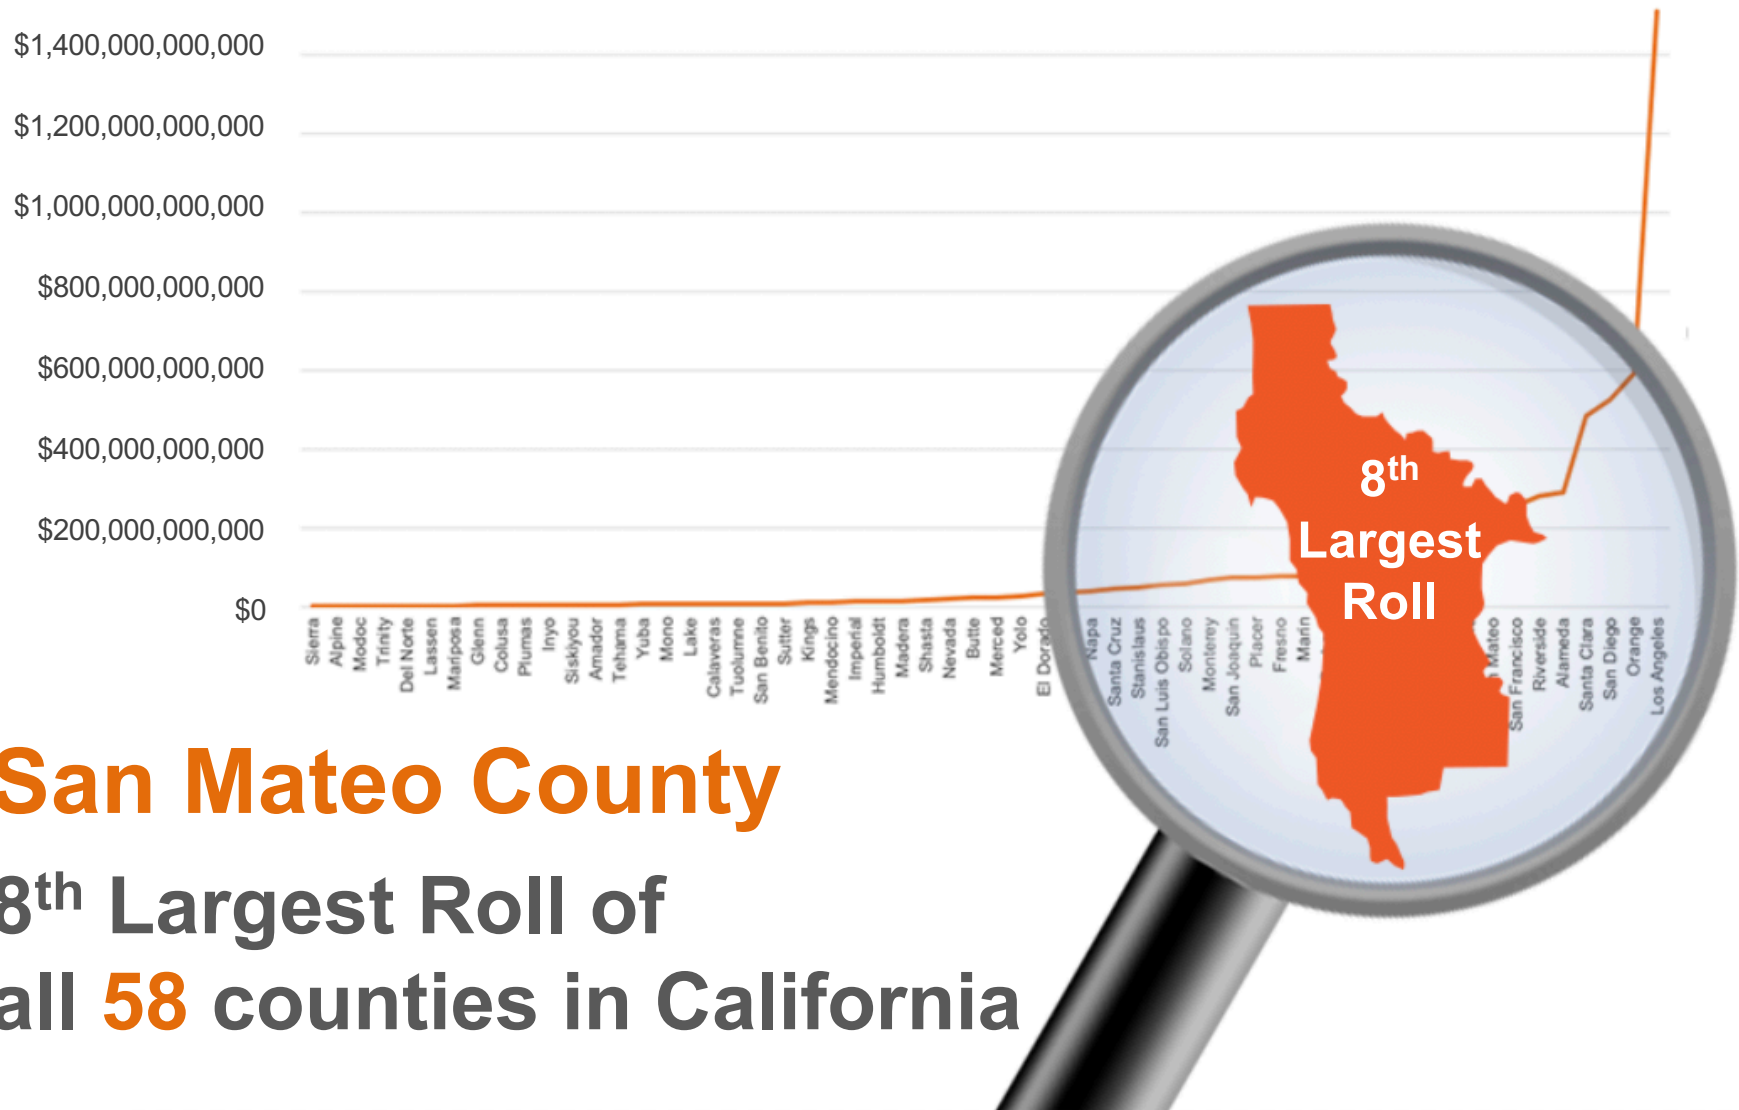 $1,400,000,000,000
$1,200,000,000,000
$1,000,000,000,000
$800,000,000,000
$600,000,000,000
$400,000,000,000
$200,000,000,000
$0
Sierra
Alpine
Modoc
Trinity
Del Norte
Lassen
Mariposa
Glenn
Colusa
Plumas
Inyo
Siskiyou
Amador
Tehama
Yuba
Mono
Lake
Calaveras
Tuolumne
San Benito
Sutter
Kings
Mendocino
Imperial
Humboldt
Madera
Shasta
Nevada
Butte
Merced
Yolo
El Dorado
Napa
Santa Cruz
Stanislaus
San Luis Obispo
Solano
Monterey
San Joaquin
Placer
Fresno
Marin
Mateo
San Francisco
Riverside
Alameda
Santa Clara
San Diego
Orange
Los Angeles
8th
Largest
Roll
San Mateo County
8th Largest Roll of
all 58 counties in California